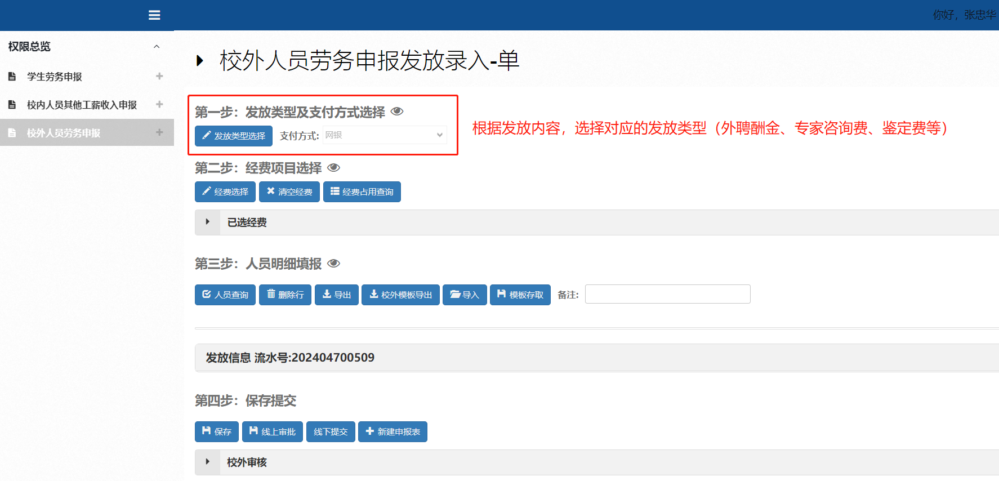 你好，张忠华
权限总览
学生劳务申报
校内人员其他工薪收入申报
校外人员劳务申报
校外人员劳务申报发放录入-单
第一步：发放类型及支付方式选择
发放类型选择 支付方式: 网银
根据发放内容，选择对应的发放类型（外聘酬金、专家咨询费、鉴定费等）
第二步：经费项目选择
经费选择 清空经费 经费占用查询
已选经费
第三步：人员明细填报
人员查询 删除行 导出 校外模板导出 导入 模板存取 备注:
发放信息 流水号:202404700509
第四步：保存提交
保存 线上审批 线下提交 新建申报表
校外审核